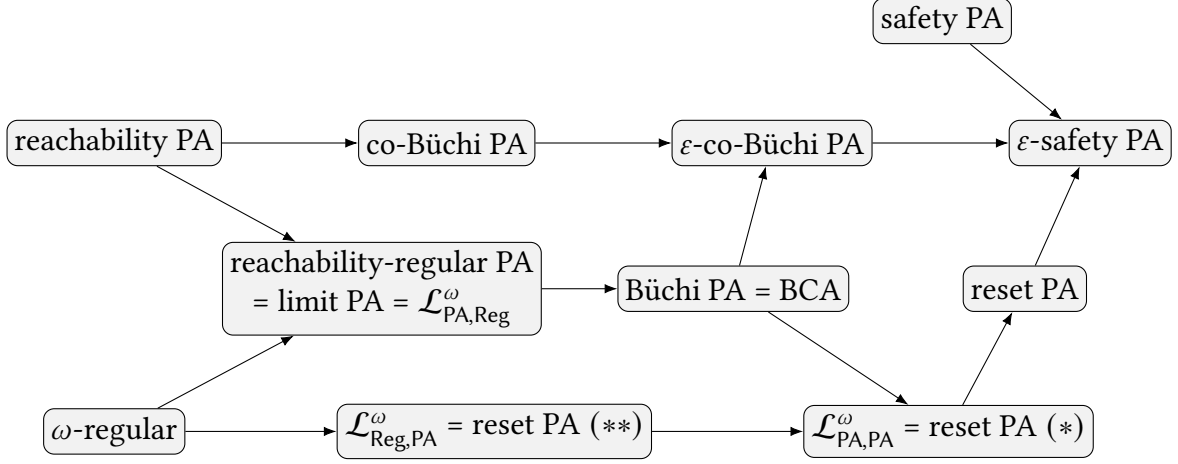 safety PA
reachability PA
co-Büchi PA
ε-co-Büchi PA
ε-safety PA
reachability-regular PA
= limit PA = 𝓛^ω_PA,Reg
Büchi PA = BCA
reset PA
ω-regular
𝓛^ω_Reg,PA = reset PA (∗∗)
𝓛^ω_PA,PA = reset PA (∗)